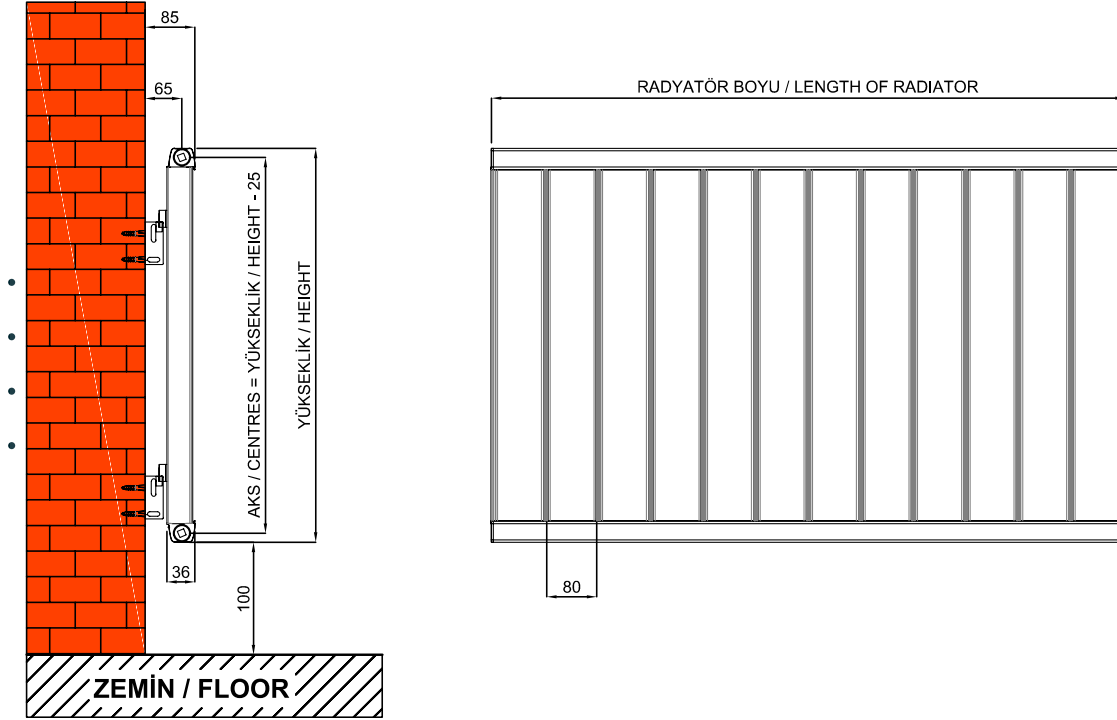 85
65
RADYATÖR BOYU / LENGTH OF RADIATOR
AKS / CENTRES = YÜKSEKLİK / HEIGHT - 25
YÜKSEKLİK / HEIGHT
36
80
100
ZEMİN / FLOOR